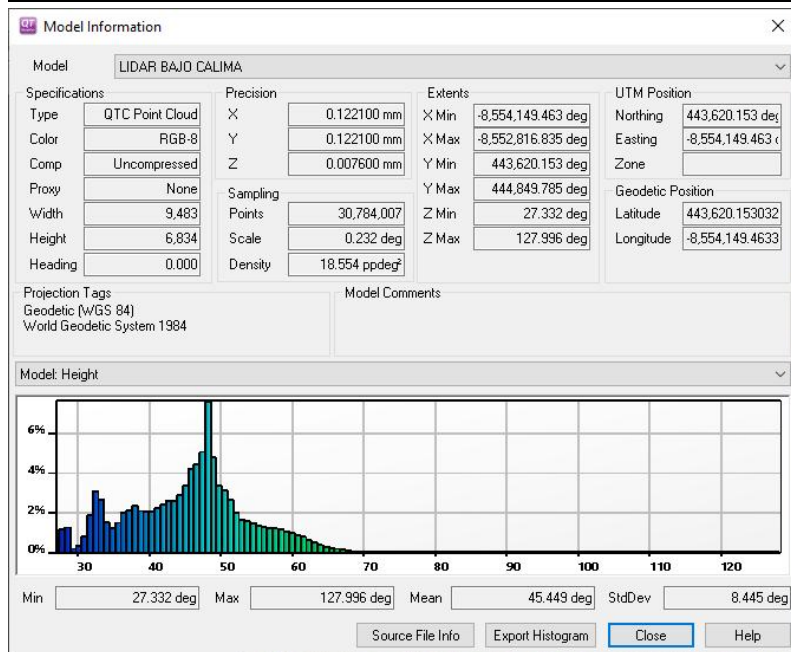 QT Model Information
Model LIDAR BAJO CALIMA
Specifications Precision Extents UTM Position
Type QTC Point Cloud X 0.122100 mm X Min -8,554,149.463 deg Northing 443,620.153 deg
Color RGB-8 Y 0.122100 mm X Max -8,552,816.835 deg Easting -8,554,149.463 (
Comp Uncompressed Z 0.007600 mm Y Min 443,620.153 deg Zone
Proxy None Sampling Y Max 444,849.785 deg Geodetic Position
Width 9,483 Points 30,784,007 Z Min 27.332 deg Latitude 443,620.153032
Height 6,834 Scale 0.232 deg Z Max 127.996 deg Longitude -8,554,149.4633
Heading 0.000 Density 18.554 ppdeg²
Projection Tags Model Comments
Geodetic (WGS 84)
World Geodetic System 1984
Model: Height
6%
4%
2%
0%
30 40 50 60 70 80 90 100 110 120
Min 27.332 deg Max 127.996 deg Mean 45.449 deg StdDev 8.445 deg
Source File Info Export Histogram Close Help